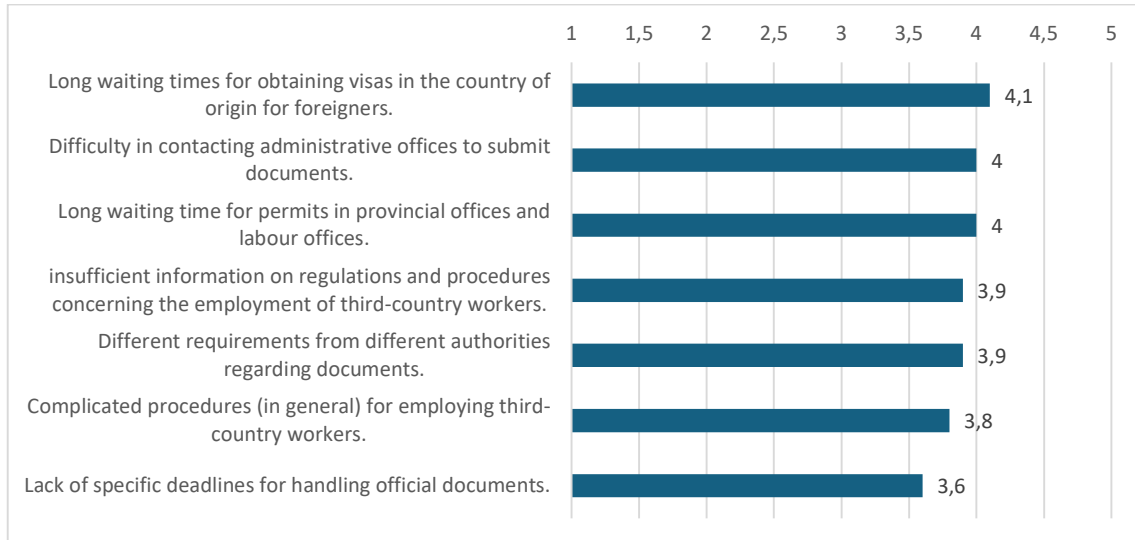 1 1,5 2 2,5 3 3,5 4 4,5 5
Long waiting times for obtaining visas in the country of
origin for foreigners.
4,1
Difficulty in contacting administrative offices to submit
documents.
4
Long waiting time for permits in provincial offices and
labour offices.
4
insufficient information on regulations and procedures
concerning the employment of third-country workers.
3,9
Different requirements from different authorities
regarding documents.
3,9
Complicated procedures (in general) for employing third-
country workers.
3,8
Lack of specific deadlines for handling official documents.
3,6